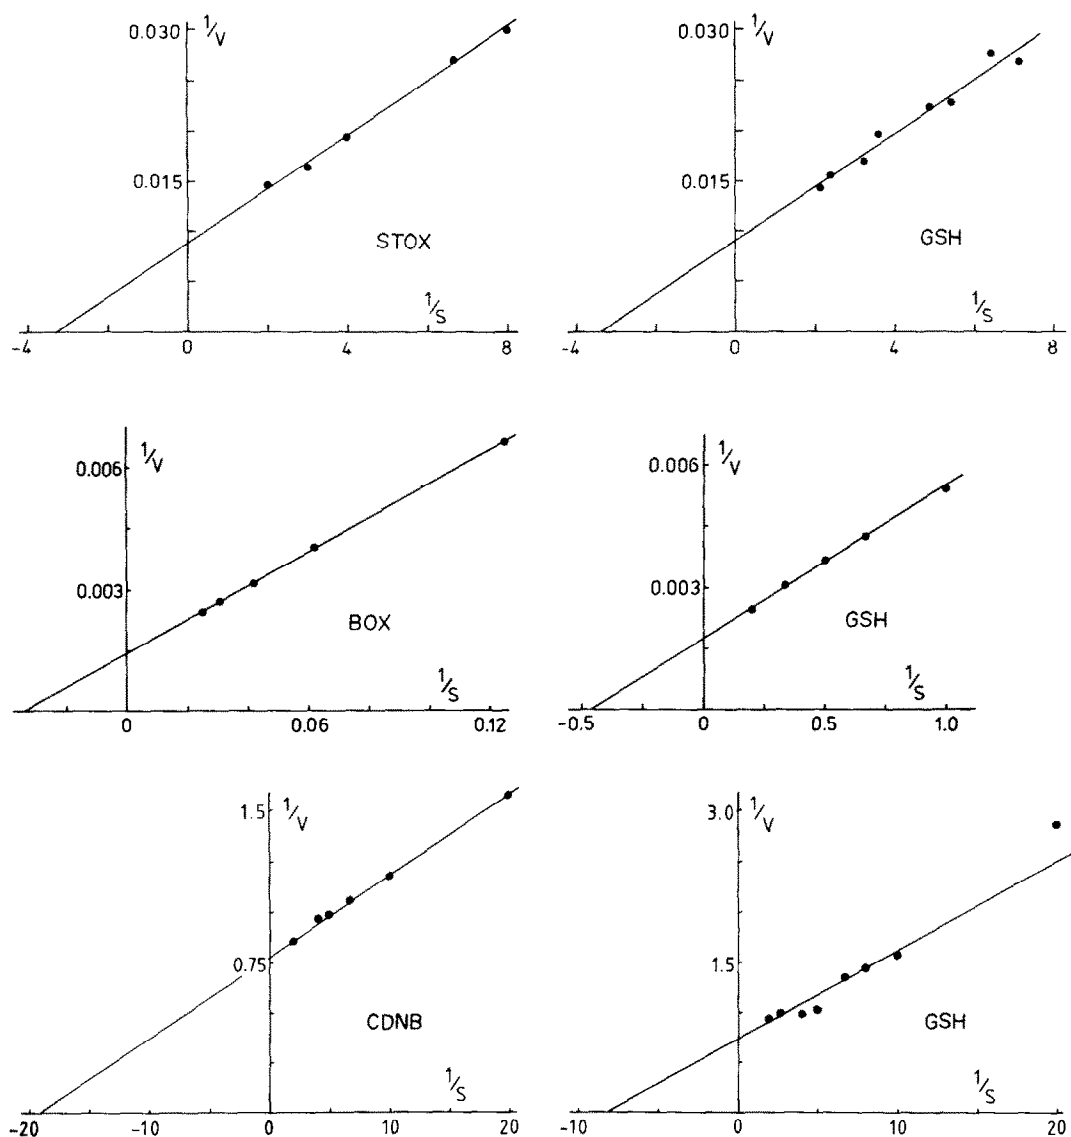 0.030 1/V
0.015
STOX
1/S
-4 0 4 8
0.030 1/V
0.015
GSH
1/S
-4 0 4 8
0.006 1/V
0.003
BOX
1/S
0 0.06 0.12
0.006 1/V
0.003
GSH
1/S
-0.5 0 0.5 1.0
1.5 1/V
0.75
CDNB
1/S
-20 -10 0 10 20
3.0 1/V
1.5
GSH
1/S
-10 0 10 20